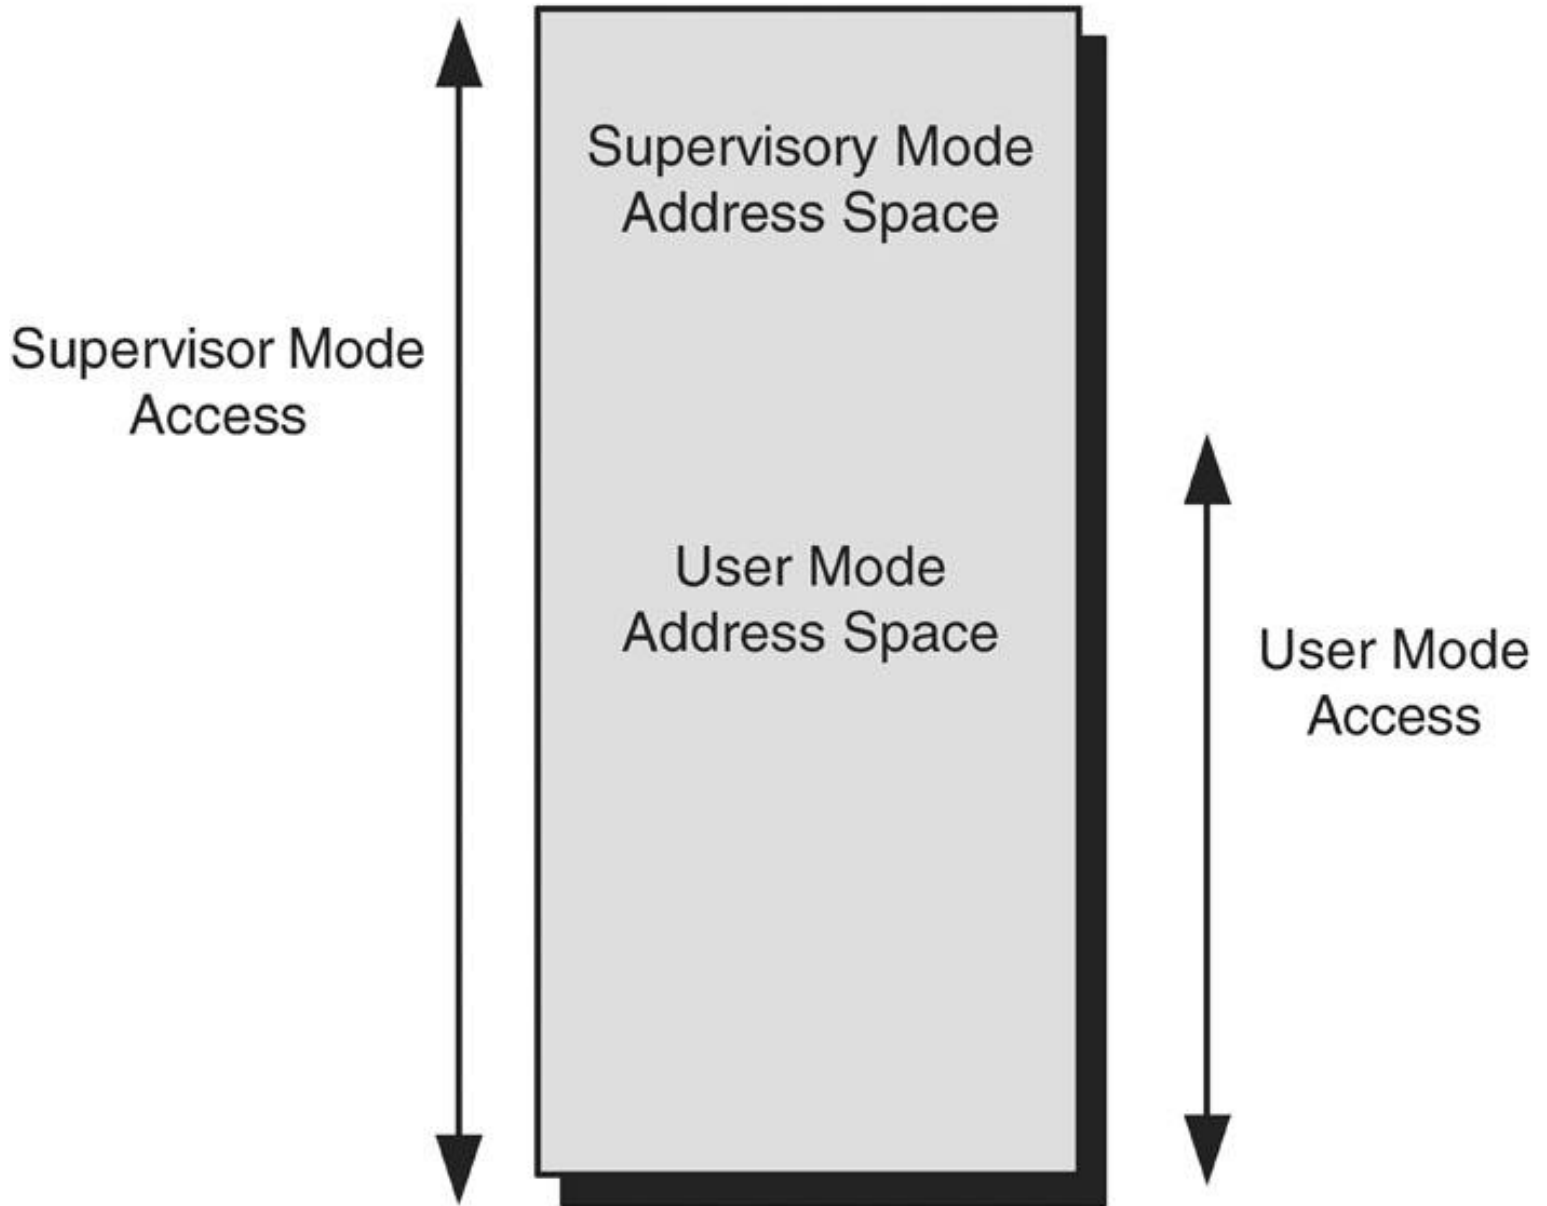 Supervisory Mode
Address Space
Supervisor Mode
Access
User Mode
Address Space
User Mode
Access